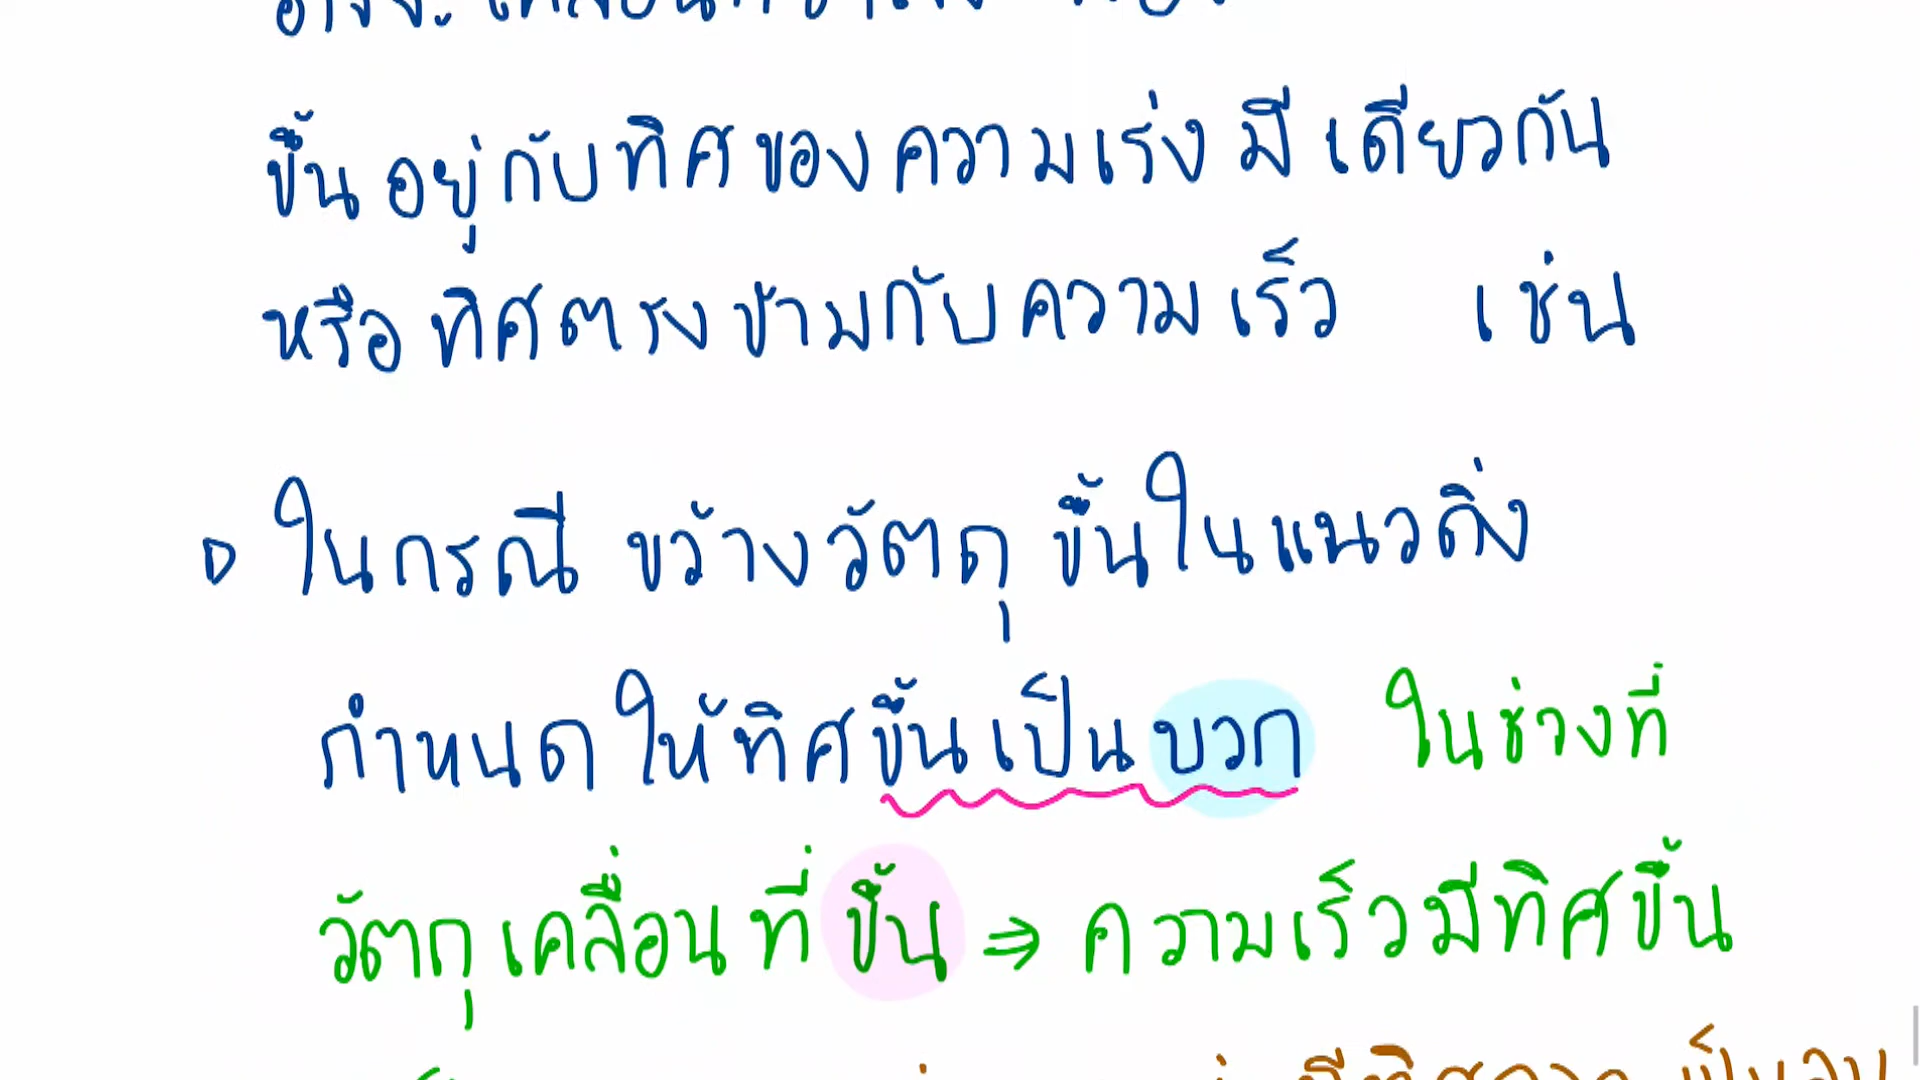 ขึ้นอยู่กับทิศของความเร่งมีเดียวกัน
หรือทิศตรงข้ามกับความเร็ว เช่น
ในกรณี ขว้างวัตถุขึ้นในแนวดิ่ง
กำหนดให้ทิศขึ้นเป็นบวก ในช่วงที่
วัตถุเคลื่อนที่ขึ้น ⇒ ความเร็วมีทิศขึ้น